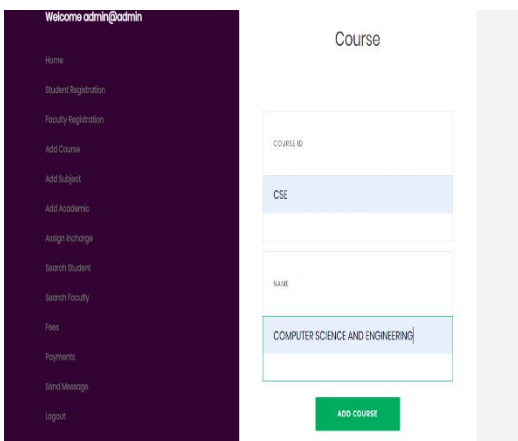 Welcome admin@admin
Home
Student Registration
Faculty Registration
Add Course
Add Subject
Add Academic
Assign Incharge
Search Student
Search Faculty
Fees
Payments
Send Message
Logout
Course
COURSE ID
CSE
NAME
COMPUTER SCIENCE AND ENGINEERING
ADD COURSE